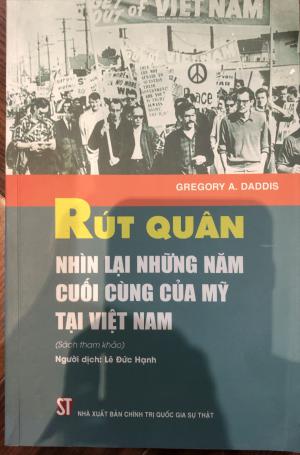 OUT of VIETNAM
Peace
GREGORY A. DADDIS
RÚT QUÂN
NHÌN LẠI NHỮNG NĂM
CUỐI CÙNG CỦA MỸ
TẠI VIỆT NAM
(Sách tham khảo)
Người dịch: Lê Đức Hạnh
ST
NHÀ XUẤT BẢN CHÍNH TRỊ QUỐC GIA SỰ THẬT